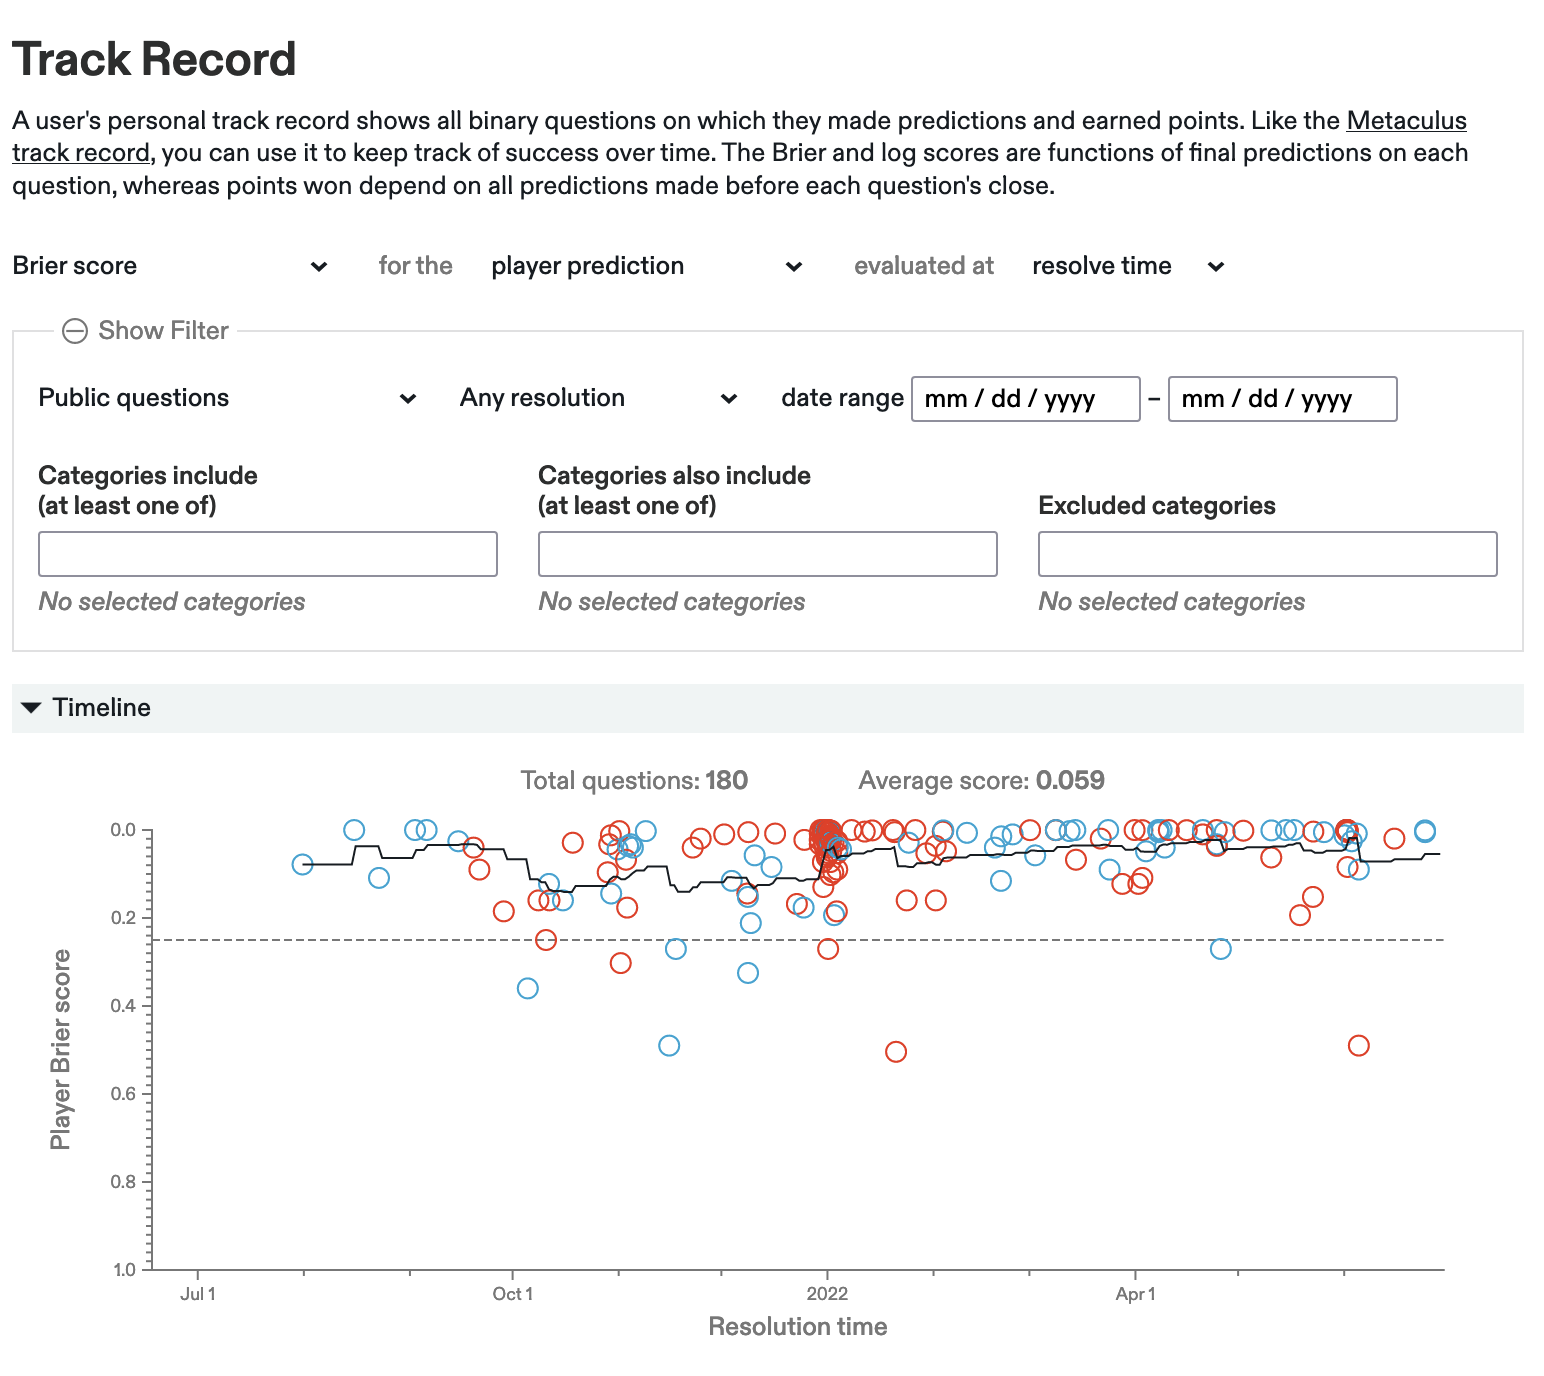 Track Record
A user's personal track record shows all binary questions on which they made predictions and earned points. Like the Metaculus
track record, you can use it to keep track of success over time. The Brier and log scores are functions of final predictions on each
question, whereas points won depend on all predictions made before each question's close.
Brier score for the player prediction evaluated at resolve time
Show Filter
Public questions Any resolution date range mm / dd / yyyy – mm / dd / yyyy
Categories include
(at least one of)
Categories also include
(at least one of)
Excluded categories
No selected categories
No selected categories
No selected categories
Timeline
Total questions: 180 Average score: 0.059
Player Brier score
0.0
0.2
0.4
0.6
0.8
1.0
Jul 1 Oct 1 2022 Apr 1
Resolution time